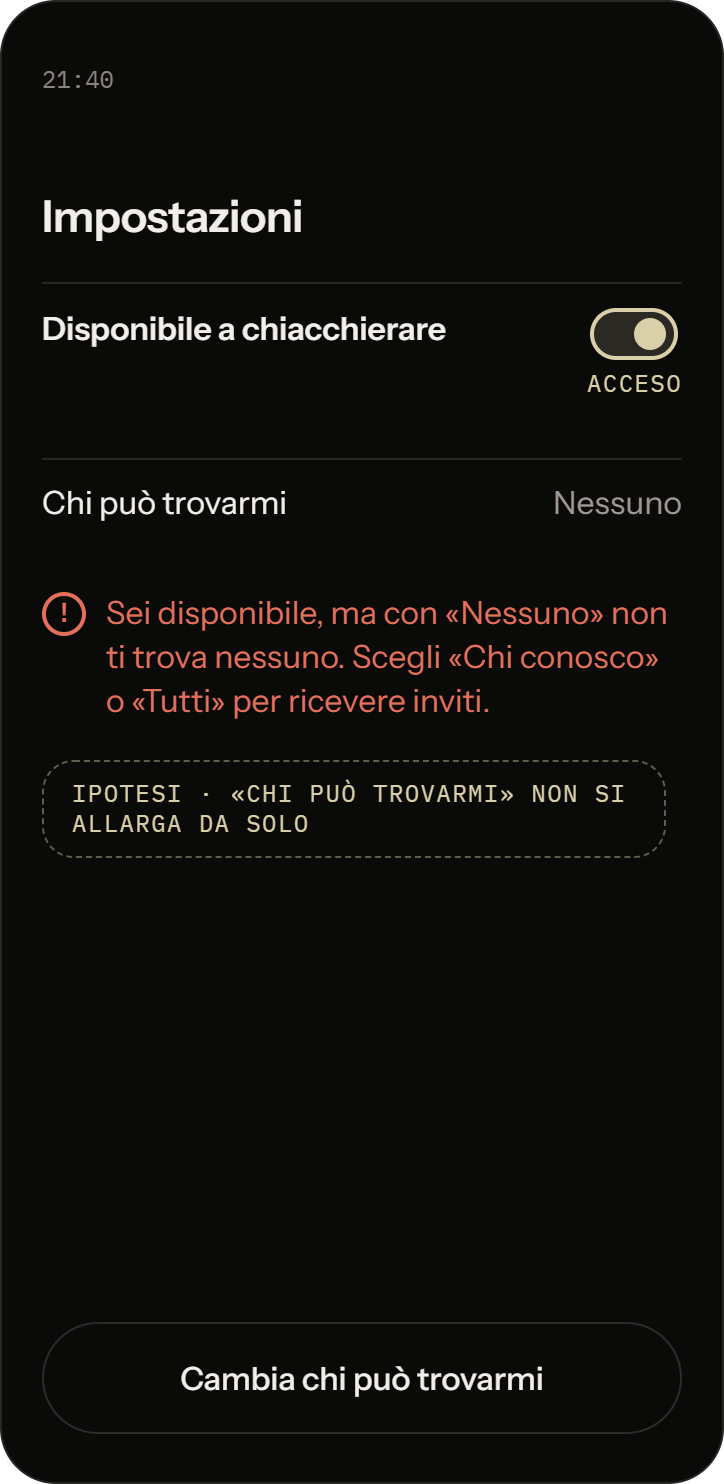 21:40
Impostazioni
Disponibile a chiacchierare
ACCESO
Chi può trovarmi
Nessuno
!
Sei disponibile, ma con «Nessuno» non
ti trova nessuno. Scegli «Chi conosco»
o «Tutti» per ricevere inviti.
IPOTESI · «CHI PUÒ TROVARMI» NON SI
ALLARGA DA SOLO
Cambia chi può trovarmi